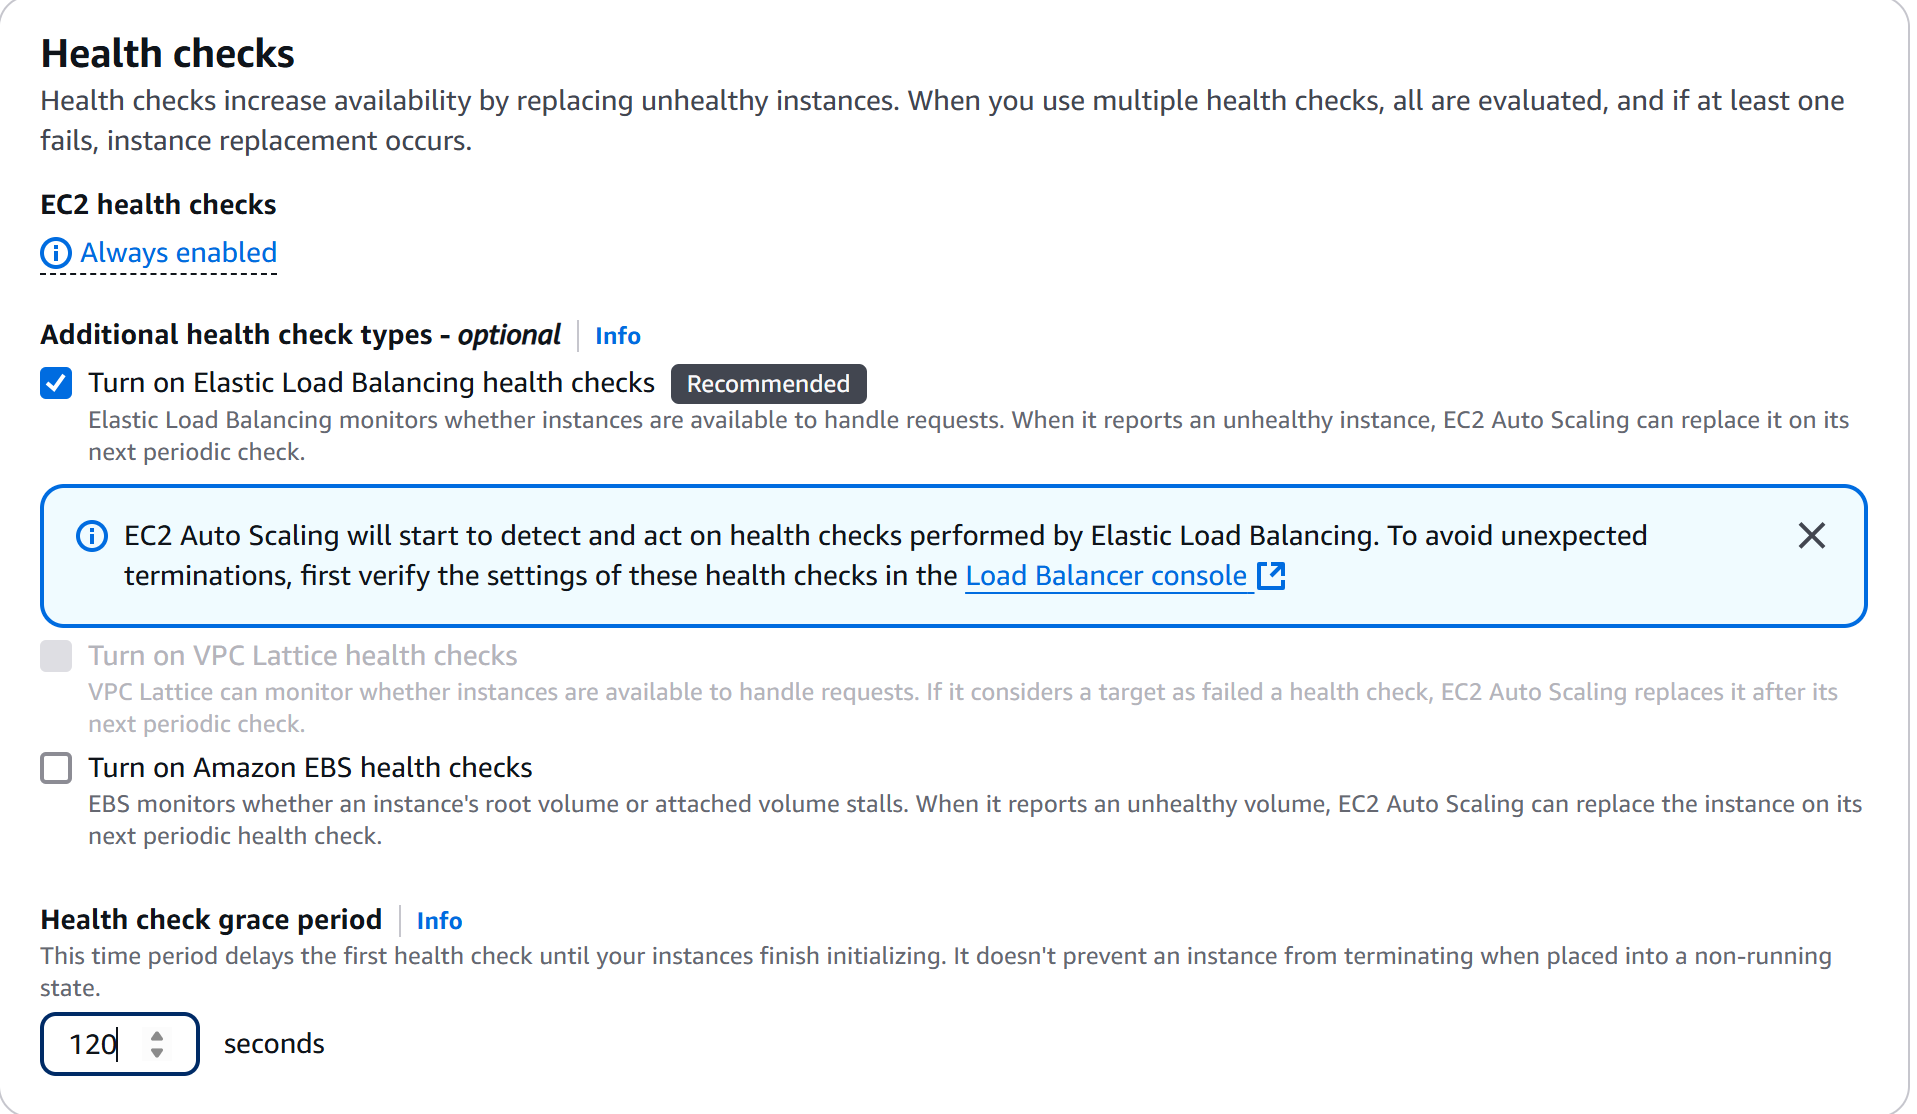 Health checks
Health checks increase availability by replacing unhealthy instances. When you use multiple health checks, all are evaluated, and if at least one
fails, instance replacement occurs.
EC2 health checks
Always enabled
Additional health check types - optional Info
Turn on Elastic Load Balancing health checks Recommended
Elastic Load Balancing monitors whether instances are available to handle requests. When it reports an unhealthy instance, EC2 Auto Scaling can replace it on its
next periodic check.
EC2 Auto Scaling will start to detect and act on health checks performed by Elastic Load Balancing. To avoid unexpected
terminations, first verify the settings of these health checks in the Load Balancer console
Turn on VPC Lattice health checks
VPC Lattice can monitor whether instances are available to handle requests. If it considers a target as failed a health check, EC2 Auto Scaling replaces it after its
next periodic check.
Turn on Amazon EBS health checks
EBS monitors whether an instance's root volume or attached volume stalls. When it reports an unhealthy volume, EC2 Auto Scaling can replace the instance on its
next periodic health check.
Health check grace period Info
This time period delays the first health check until your instances finish initializing. It doesn't prevent an instance from terminating when placed into a non-running
state.
120 seconds